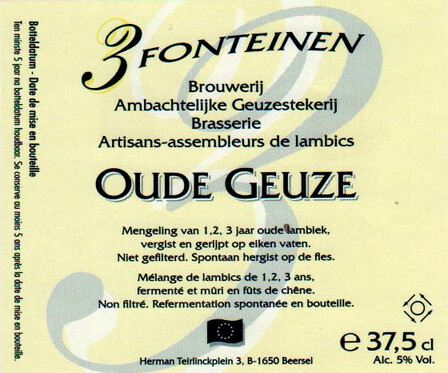 3 FONTEINEN
Brouwerij
Ambachtelijke Geuzestekerij
Brasserie
Artisans-assembleurs de lambics
OUDE GEUZE
Mengeling van 1,2, 3 jaar oude lambiek,
vergist en gerijpt op eiken vaten.
Niet gefilterd. Spontaan hergist op de fles.
Mélange de lambics de 1,2, 3 ans,
fermenté et mûri en fûts de chêne.
Non filtré. Refermentation spontanée en bouteille.
e 37,5 cl
Alc. 5% Vol.
Herman Teirlinckplein 3, B-1650 Beersel
Botteldatum - Date de mise en bouteille
Ten minste 5 jaar na botteldatum houdbaar. Se conserve au moins 5 ans après la date de mise en bouteille.